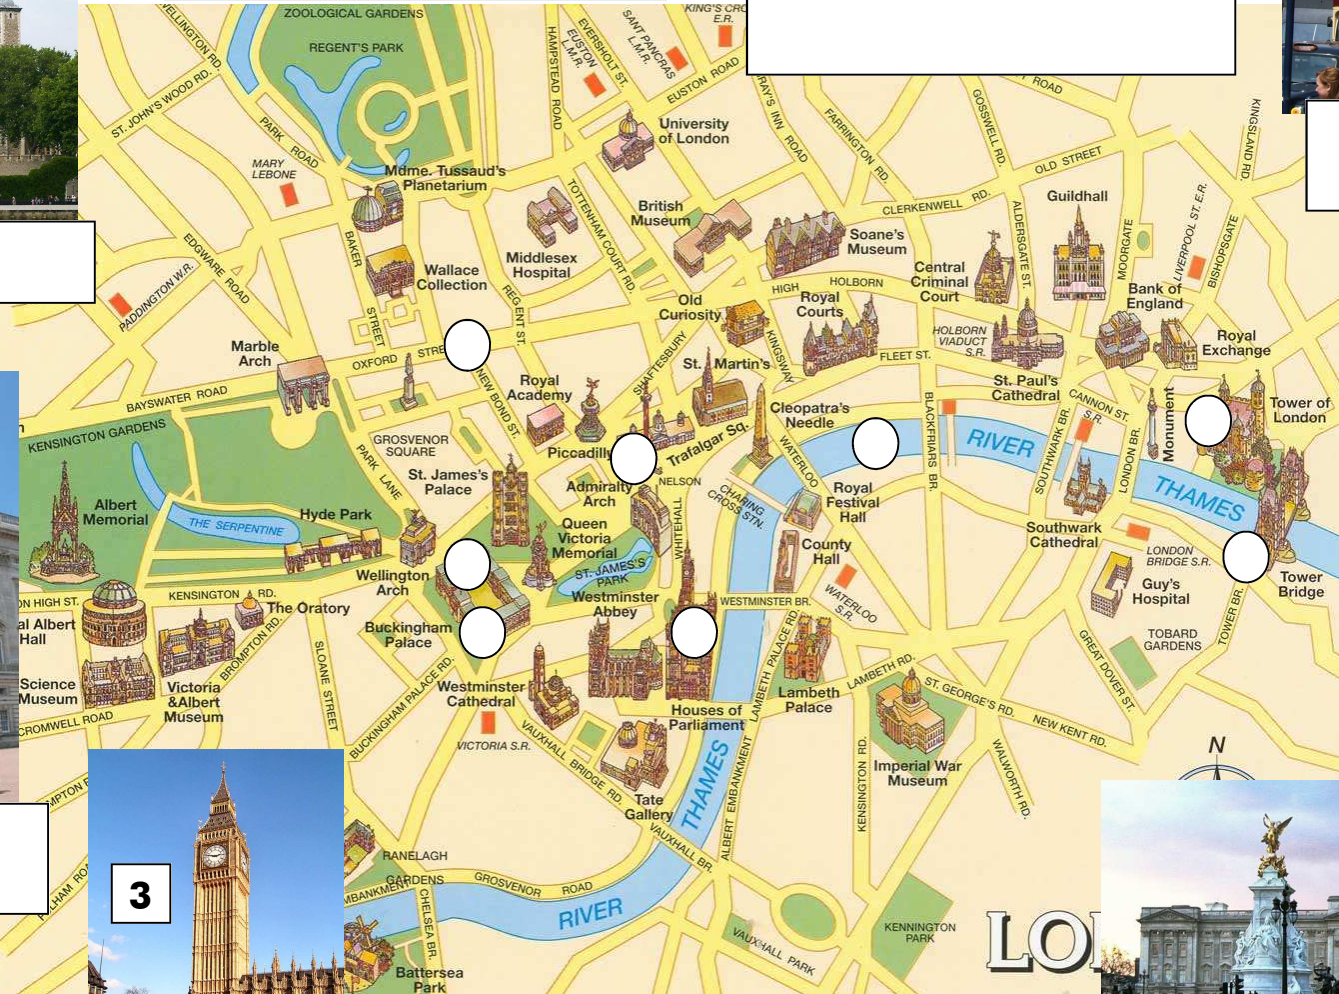 ZOOLOGICAL GARDENS
REGENT'S PARK
ST. JOHN'S WOOD RD.
PARK ROAD
MARY
LEBONE
Mdme. Tussaud's
Planetarium
HAMPSTEAD ROAD
EVERSHOLT ST.
EUSTON
L.M.R.
SANT PANCRAS
L.M.R.
E.R.
EUSTON ROAD
University
of London
FARRINGTON RD.
GOSSWELL RD.
ROAD
OLD STREET
KINGSLAND RD.
EDGWARE ROAD
PADDINGTON W.R.
BAKER
STREET
Wallace
Collection
Middlesex
Hospital
TOTTENHAM COURT RD.
REGENT ST.
British
Museum
Soane's
Museum
CLERKENWELL RD.
ALDERSGATE ST.
Guildhall
MOORGATE
LIVERPOOL ST. E.R.
BISHOPSGATE
HIGH HOLBORN
Old
Curiosity
Royal
Courts
Central
Criminal
Court
HOLBORN
VIADUCT
S.R.
Bank of
England
Royal
Exchange
Marble
Arch
OXFORD STRE
NEW BOND ST.
Royal
Academy
SHAFTESBURY
St. Martin's
KINGSWAY
FLEET ST.
St. Paul's
Cathedral
CANNON ST.
S.R.
Monument
Tower of
London
BAYSWATER ROAD
KENSINGTON GARDENS
GROSVENOR
SQUARE
PARK LANE
Piccadilly
Trafalgar Sq.
Cleopatra's
Needle
WATERLOO
BLACKFRIARS BR.
RIVER
SOUTHWARK BR.
LONDON BR.
THAMES
Albert
Memorial
THE SERPENTINE
Hyde Park
St. James's
Palace
Admiralty
Arch
NELSON
WHITEHALL
CHARING
CROSS STN.
Royal
Festival
Hall
Southwark
Cathedral
LONDON
BRIDGE S.R.
Queen
Victoria
Memorial
ST. JAMES'S
PARK
County
Hall
WATERLOO
S.R.
Guy's
Hospital
Tower
Bridge
Wellington
Arch
ON HIGH ST.
KENSINGTON RD.
The Oratory
al Albert
Hall
Buckingham
Palace
Westminster
Abbey
WESTMINSTER BR.
TOWER BR.
TOBARD
GARDENS
GREAT DOVER ST.
Science
Museum
BROMPTON RD.
Victoria
&Albert
Museum
CROMWELL ROAD
SLOANE STREET
BUCKINGHAM PALACE RD.
Westminster
Cathedral
VICTORIA S.R.
VAUXHALL BRIDGE RD.
Houses of
Parliament
LAMBETH PALACE RD.
Lambeth
Palace
LAMBETH RD.
ST. GEORGE'S RD.
NEW KENT RD.
WALWORTH RD.
Imperial War
Museum
KENSINGTON RD.
Tate
Gallery
THAMES
ALBERT EMBANKMENT
VAUXHALL BR.
N
RANELAGH
GARDENS
GROSVENOR ROAD
CHELSEA BR.
RIVER
Battersea
Park
VAUXHALL PARK
KENNINGTON
PARK
3